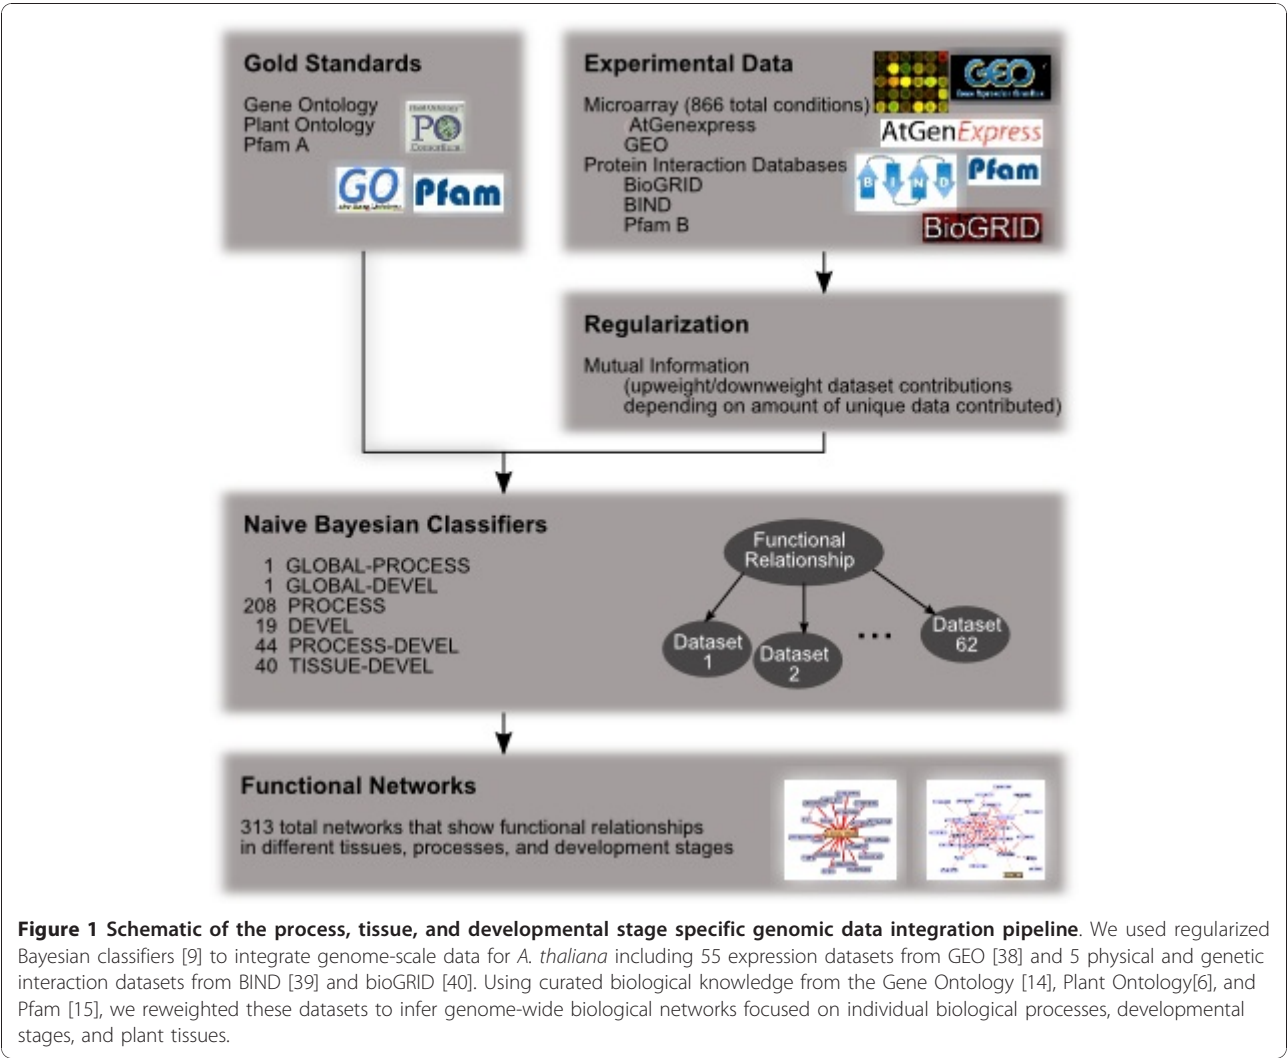 Gold Standards
Gene Ontology
Plant Ontology
Pfam A
PO
GO
Pfam
Experimental Data
Microarray (866 total conditions)
AtGenexpress
GEO
Protein Interaction Databases
BioGRID
BIND
Pfam B
GEO
AtGenExpress
BIND
Pfam
BioGRID
Regularization
Mutual Information
(upweight/downweight dataset contributions
depending on amount of unique data contributed)
Naive Bayesian Classifiers
1 GLOBAL-PROCESS
1 GLOBAL-DEVEL
208 PROCESS
19 DEVEL
44 PROCESS-DEVEL
40 TISSUE-DEVEL
Functional
Relationship
Dataset
1
Dataset
2
...
Dataset
62
Functional Networks
313 total networks that show functional relationships
in different tissues, processes, and development stages
Figure 1 Schematic of the process, tissue, and developmental stage specific genomic data integration pipeline. We used regularized
Bayesian classifiers [9] to integrate genome-scale data for A. thaliana including 55 expression datasets from GEO [38] and 5 physical and genetic
interaction datasets from BIND [39] and bioGRID [40]. Using curated biological knowledge from the Gene Ontology [14], Plant Ontology[6], and
Pfam [15], we reweighted these datasets to infer genome-wide biological networks focused on individual biological processes, developmental
stages, and plant tissues.